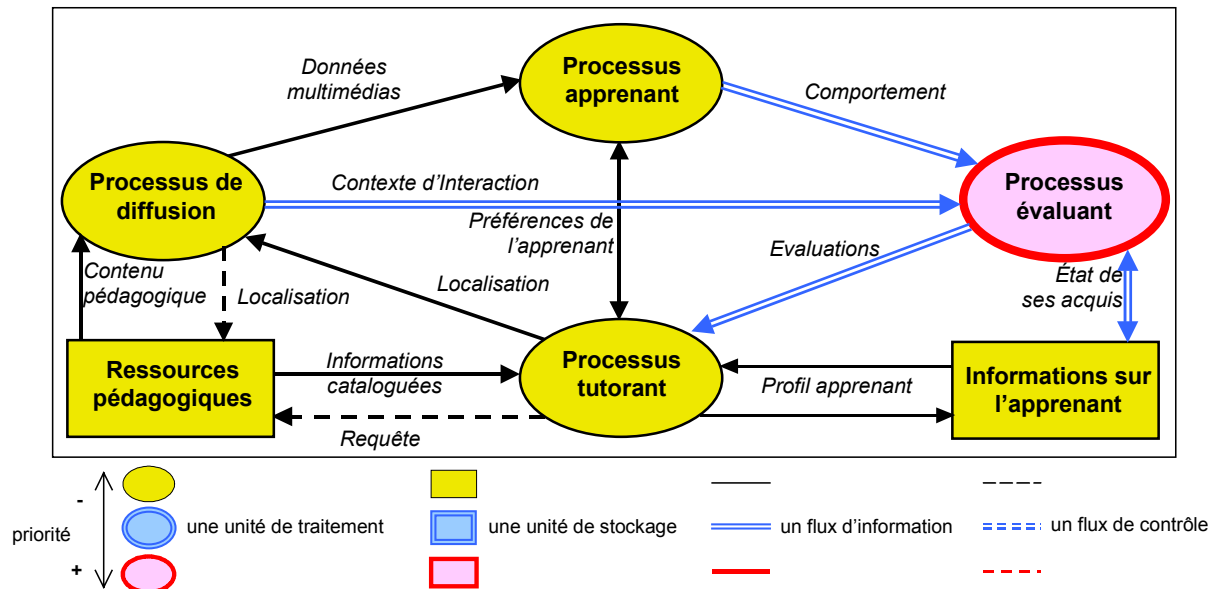 Données
multimédias
Processus
apprenant
Comportement
Processus de
diffusion
Contexte d'Interaction
Processus
évaluant
Préférences de
l'apprenant
Evaluations
Contenu
pédagogique
Localisation
Localisation
État de
ses acquis
Ressources
pédagogiques
Informations
cataloguées
Processus
tutorant
Profil apprenant
Informations sur
l'apprenant
Requête
-
priorité
+
une unité de traitement
une unité de stockage
un flux d'information
un flux de contrôle